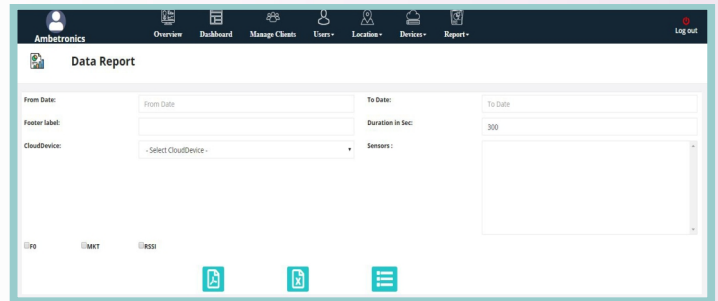 Ambetronics
Overview
Dashboard
Manage Clients
Users
Location
Devices
Report
Log out
Data Report
From Date:
From Date
To Date:
To Date
Footer label:
Duration in Sec:
300
CloudDevice:
- Select CloudDevice -
Sensors :
F0
MKT
RSSI